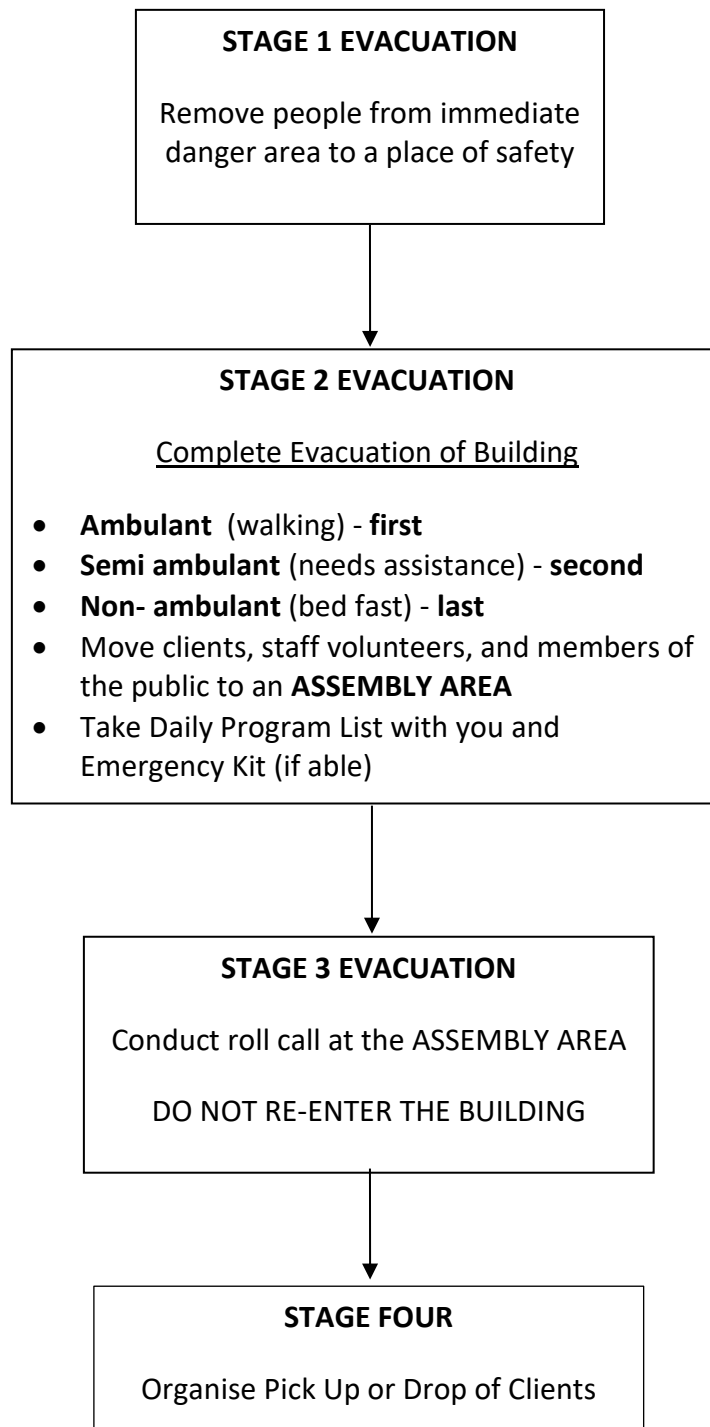 STAGE 1 EVACUATION
Remove people from immediate
danger area to a place of safety
STAGE 2 EVACUATION
Complete Evacuation of Building
• Ambulant (walking) - first
• Semi ambulant (needs assistance) - second
• Non- ambulant (bed fast) - last
• Move clients, staff volunteers, and members of
the public to an ASSEMBLY AREA
• Take Daily Program List with you and
Emergency Kit (if able)
STAGE 3 EVACUATION
Conduct roll call at the ASSEMBLY AREA
DO NOT RE-ENTER THE BUILDING
STAGE FOUR
Organise Pick Up or Drop of Clients